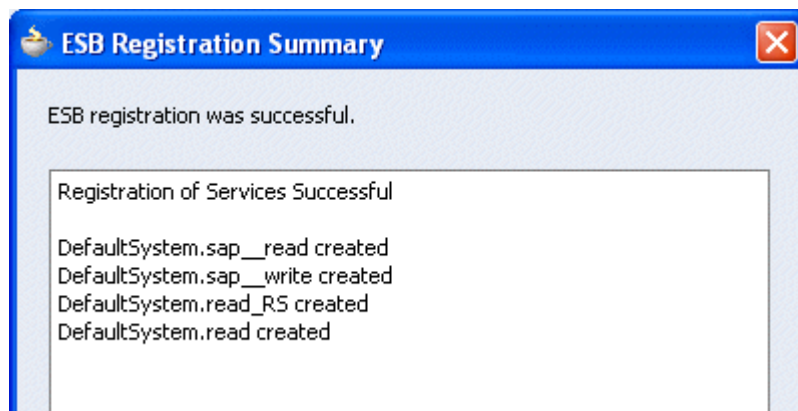 ESB Registration Summary
ESB registration was successful.
Registration of Services Successful
DefaultSystem.sap__read created
DefaultSystem.sap__write created
DefaultSystem.read_RS created
DefaultSystem.read created